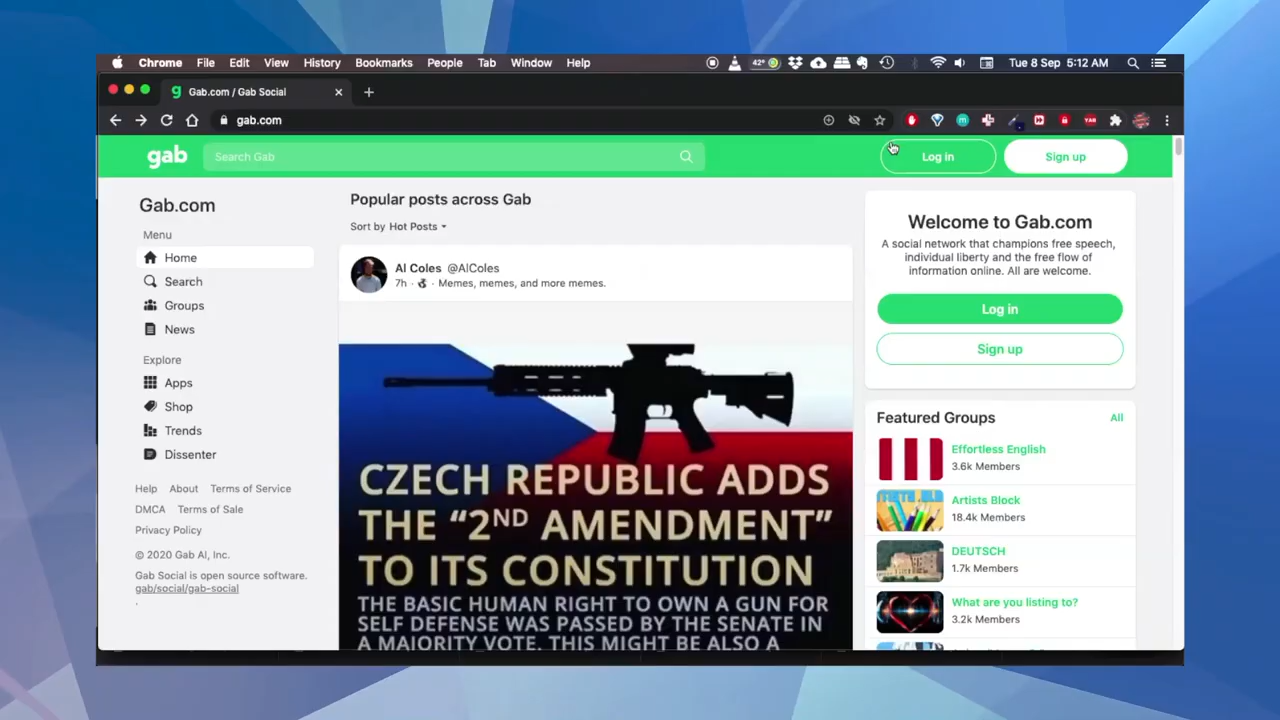 Chrome File Edit View History Bookmarks People Tab Window Help
42° Tue 8 Sep 5:12 AM
Gab.com / Gab Social
gab.com
gab
Search Gab
Log in
Sign up
Gab.com
Menu
Home
Search
Groups
News
Explore
Apps
Shop
Trends
Dissenter
Help About Terms of Service
DMCA Terms of Sale
Privacy Policy
© 2020 Gab AI, Inc.
Gab Social is open source software.
gab/social/gab-social
.
Popular posts across Gab
Sort by Hot Posts
Al Coles @AlColes
7h · Memes, memes, and more memes.
CZECH REPUBLIC ADDS
THE “2ND AMENDMENT”
TO ITS CONSTITUTION
THE BASIC HUMAN RIGHT TO OWN A GUN FOR
SELF DEFENSE WAS PASSED BY THE SENATE IN
A MAJORITY VOTE. THIS MIGHT BE ALSO A
Welcome to Gab.com
A social network that champions free speech,
individual liberty and the free flow of
information online. All are welcome.
Log in
Sign up
Featured Groups All
Effortless English
3.6k Members
Artists Block
18.4k Members
DEUTSCH
1.7k Members
What are you listing to?
3.2k Members